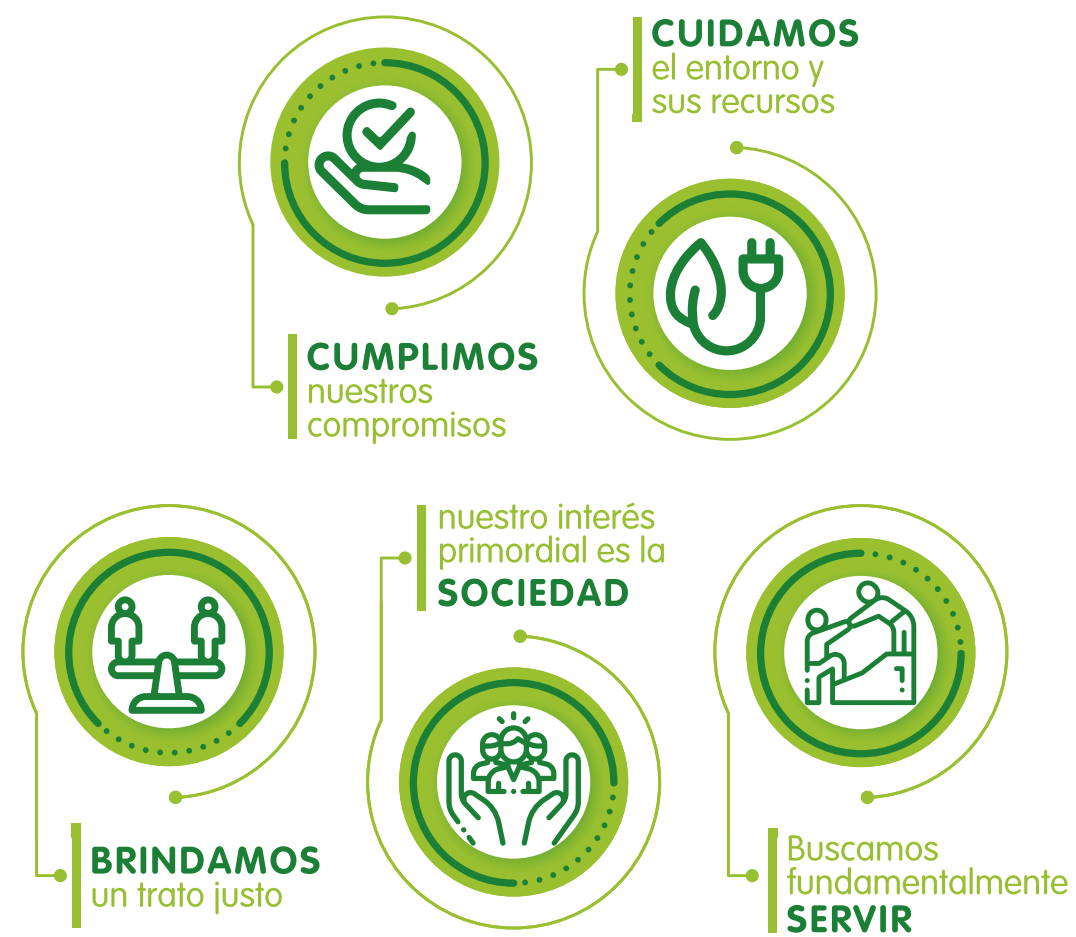 CUMPLIMOS
nuestros
compromisos
CUIDAMOS
el entorno y
sus recursos
BRINDAMOS
un trato justo
nuestro interés
primordial es la
SOCIEDAD
Buscamos
fundamentalmente
SERVIR